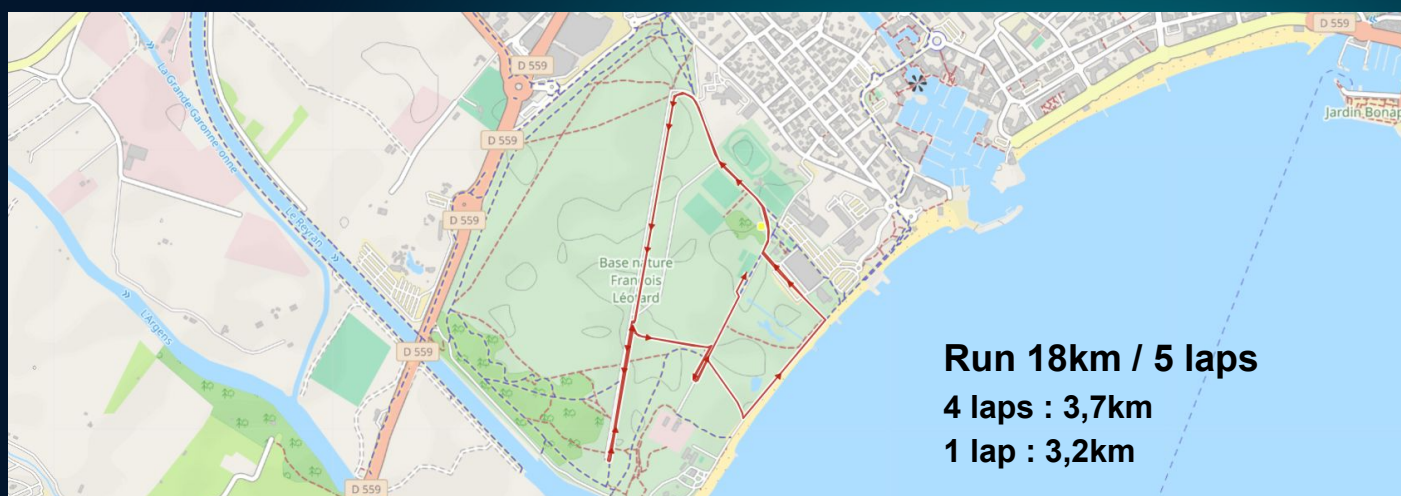 D 559
La Grande Garonne
D 559
D 559
Jardin Bonap
D 559
Le Reyran
Base nature
François
Léotard
L'Argens
D 559
Run 18km / 5 laps
4 laps : 3,7km
1 lap : 3,2km
D 559